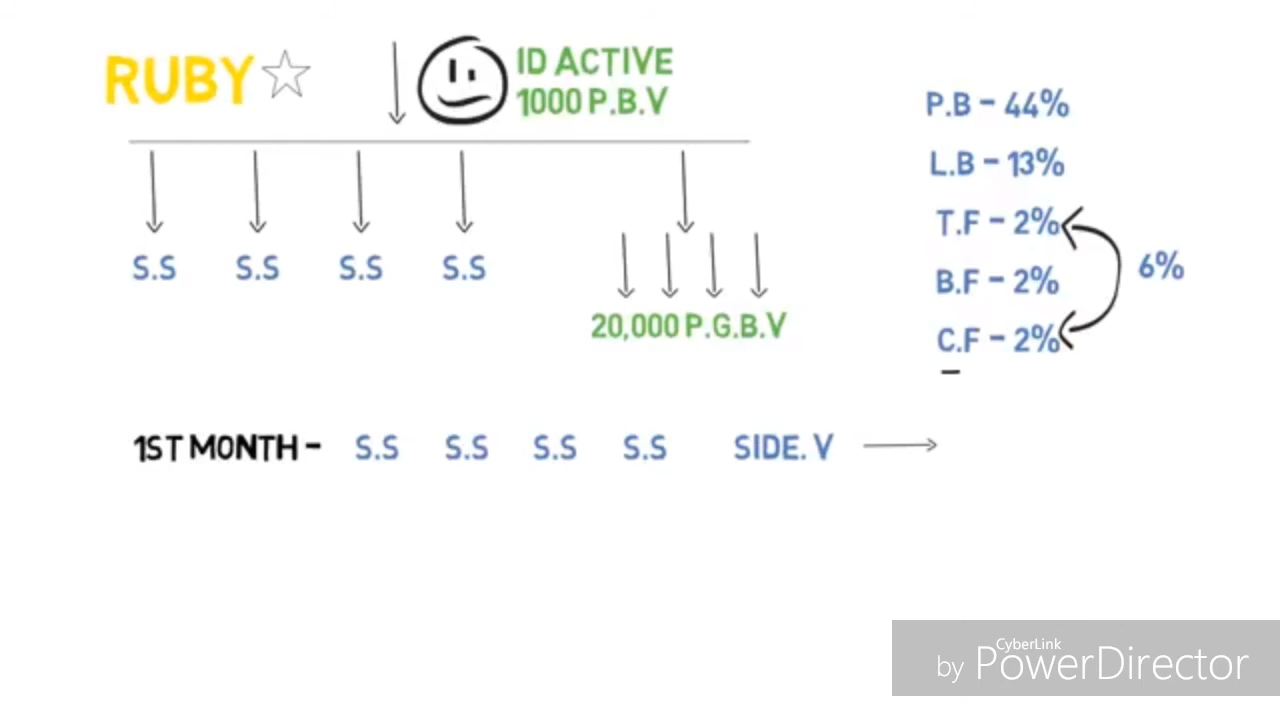 RUBY
ID ACTIVE
1000 P.B.V
S.S S.S S.S S.S
20,000 P.G.B.V
P.B - 44%
L.B - 13%
T.F - 2%
B.F - 2%
C.F - 2%
6%
1ST MONTH - S.S S.S S.S S.S SIDE. V
CyberLink
by PowerDirector